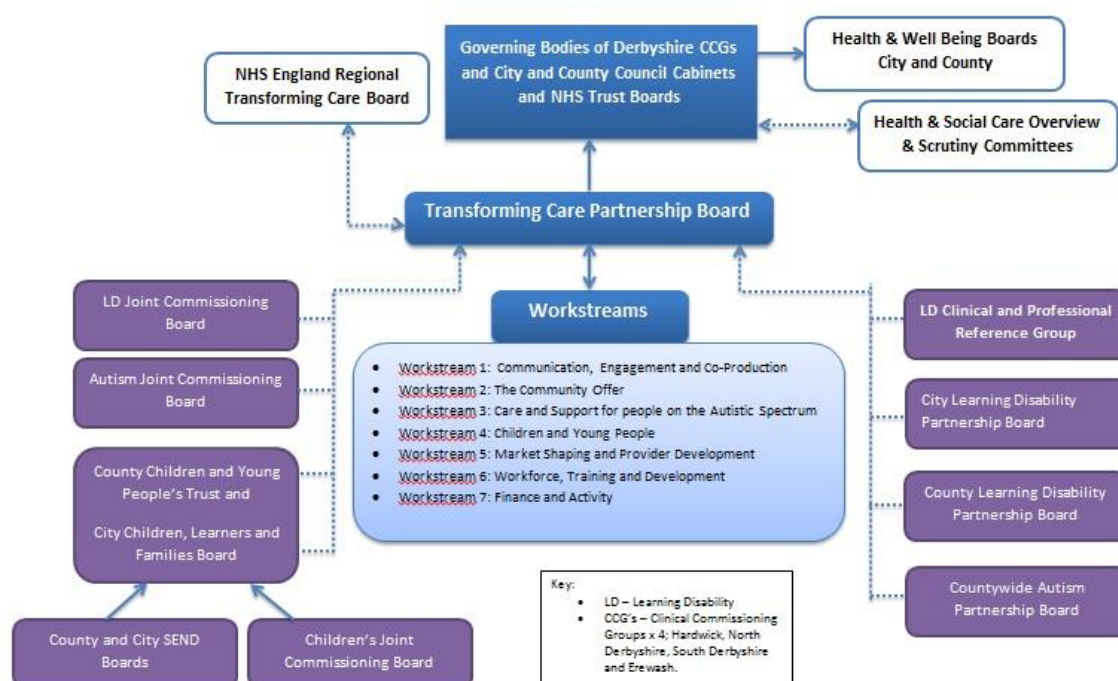 Governing Bodies of Derbyshire CCGs
and City and County Council Cabinets
and NHS Trust Boards
Health & Well Being Boards
City and County
NHS England Regional
Transforming Care Board
Health & Social Care Overview
& Scrutiny Committees
Transforming Care Partnership Board
LD Joint Commissioning
Board
Autism Joint Commissioning
Board
County Children and Young
People's Trust and
City Children, Learners and
Families Board
County and City SEND
Boards
Children's Joint
Commissioning Board
Workstreams
• Workstream 1: Communication, Engagement and Co-Production
• Workstream 2: The Community Offer
• Workstream 3: Care and Support for people on the Autistic Spectrum
• Workstream 4: Children and Young People
• Workstream 5: Market Shaping and Provider Development
• Workstream 6: Workforce, Training and Development
• Workstream 7: Finance and Activity
LD Clinical and Professional
Reference Group
City Learning Disability
Partnership Board
County Learning Disability
Partnership Board
Countywide Autism
Partnership Board
Key:
• LD – Learning Disability
• CCG's – Clinical Commissioning
Groups x 4; Hardwick, North
Derbyshire, South Derbyshire
and Erewash.